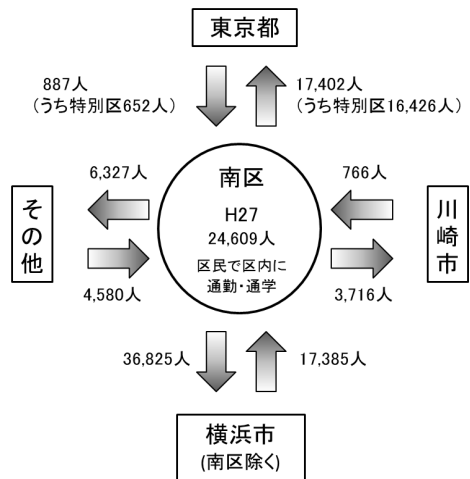 東京都
887人
(うち特別区652人)
17,402人
(うち特別区16,426人)
6,327人
南区
766人
その他
H27
24,609人
区民で区内に
通勤・通学
川崎市
4,580人
3,716人
36,825人
17,385人
横浜市
(南区除く)